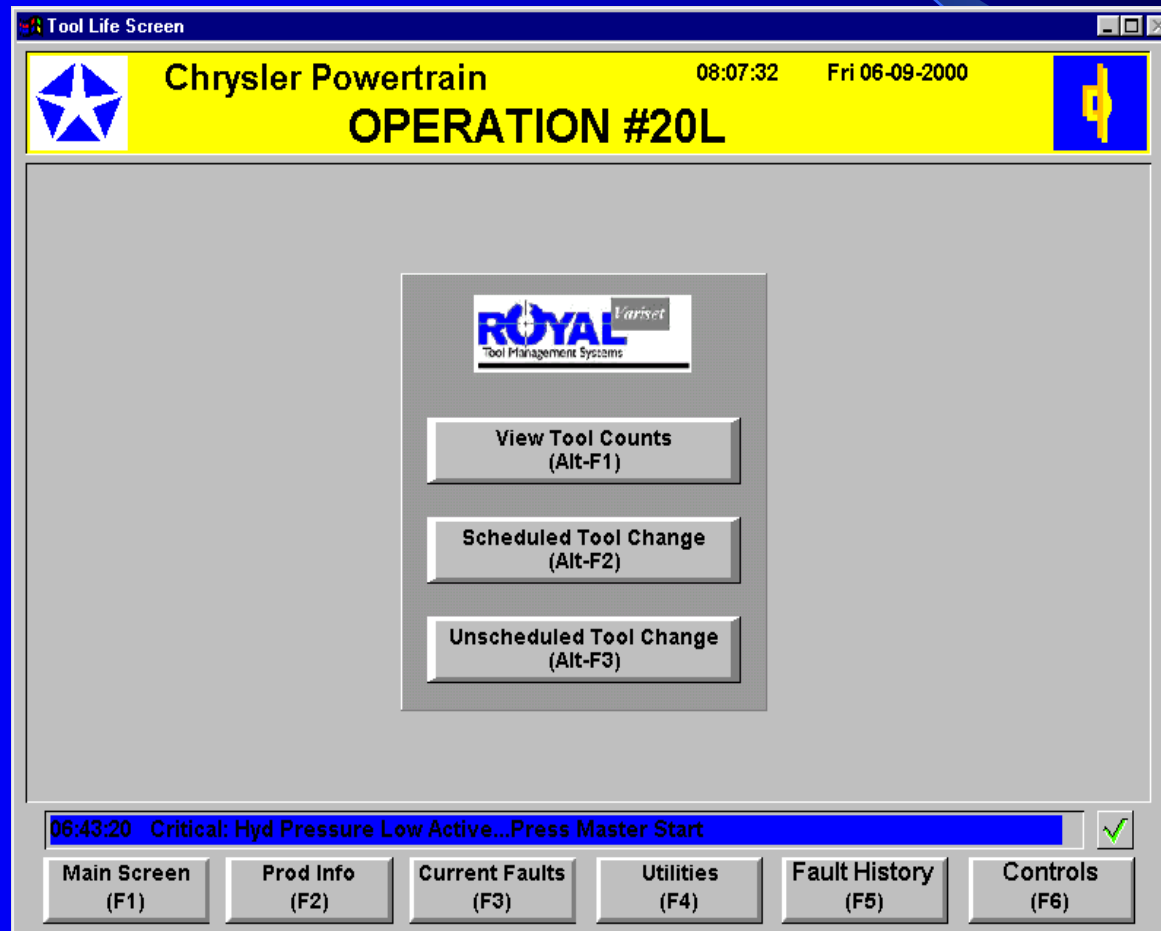 Tool Life Screen
Chrysler Powertrain 08:07:32 Fri 06-09-2000
OPERATION #20L
ROYAL Variset
Tool Management Systems
View Tool Counts
(Alt-F1)
Scheduled Tool Change
(Alt-F2)
Unscheduled Tool Change
(Alt-F3)
06:43:20 Critical: Hyd Pressure Low Active...Press Master Start
Main Screen Prod Info Current Faults Utilities Fault History Controls
(F1) (F2) (F3) (F4) (F5) (F6)